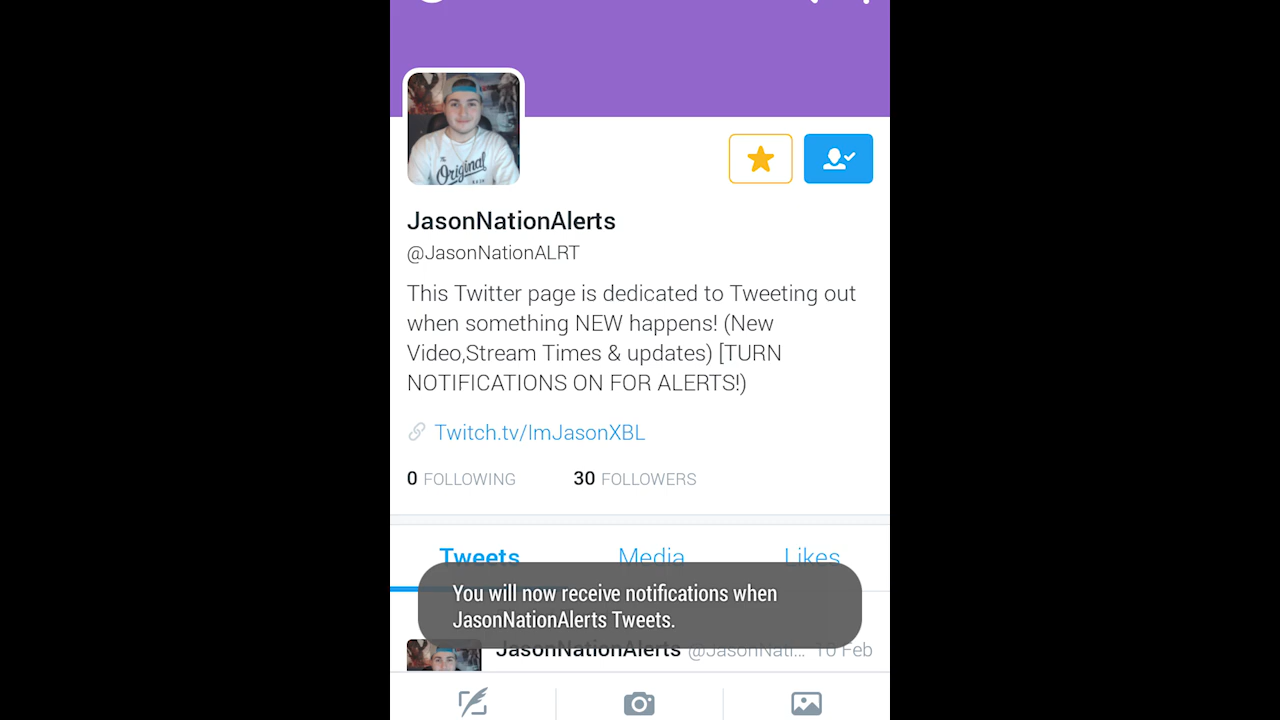 JasonNationAlerts
@JasonNationALRT
This Twitter page is dedicated to Tweeting out
when something NEW happens! (New
Video,Stream Times & updates) [TURN
NOTIFICATIONS ON FOR ALERTS!)
Twitch.tv/ImJasonXBL
0 FOLLOWING 30 FOLLOWERS
Tweets Media Likes
You will now receive notifications when
JasonNationAlerts Tweets.
JasonNationAlerts @JasonNati... 10 Feb
Original